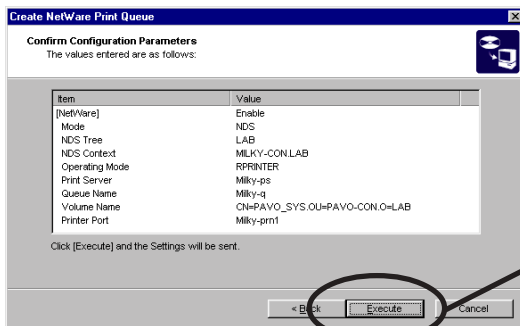 Create NetWare Print Queue
Confirm Configuration Parameters
The values entered are as follows:
Item Value
[NetWare] Enable
Mode NDS
NDS Tree LAB
NDS Context MILKY-CON.LAB
Operating Mode RPRINTER
Print Server Milky-ps
Queue Name Milky-q
Volume Name CN=PAVO_SYS.OU=PAVO-CON.O=LAB
Printer Port Milky-prn1
Click [Execute] and the Settings will be sent.
< Back Execute Cancel